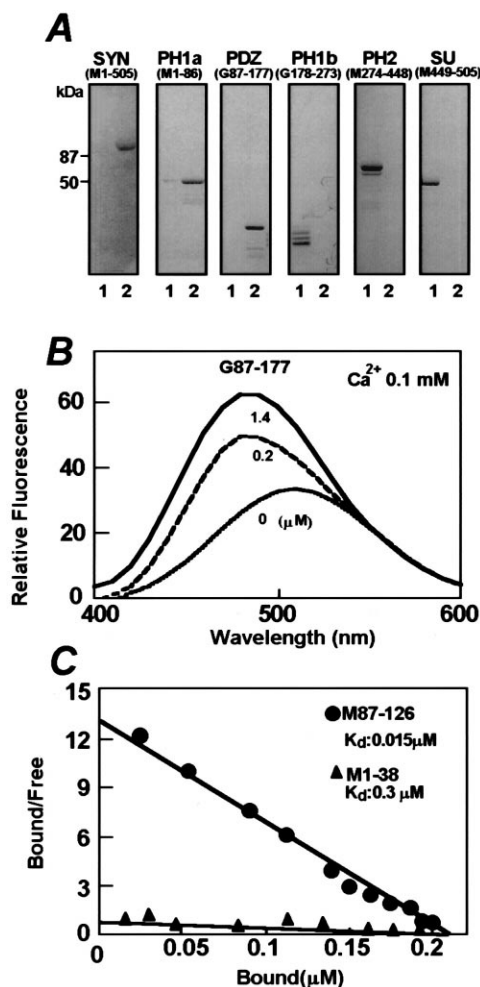 A
SYN PH1a PDZ PH1b PH2 SU
(M1-505) (M1-86) (G87-177) (G178-273) (M274-448) (M449-505)
kDa
87
50
1 2 1 2 1 2 1 2 1 2 1 2
B
G87-177
Ca2+ 0.1 mM
Relative Fluorescence
60
40
20
0
1.4
0.2
0 (μM)
400 500 600
Wavelength (nm)
C
Bound/Free
15
12
9
6
3
0
M87-126
Kd:0.015μM
M1-38
Kd:0.3 μM
0 0.05 0.1 0.15 0.2
Bound(μM)